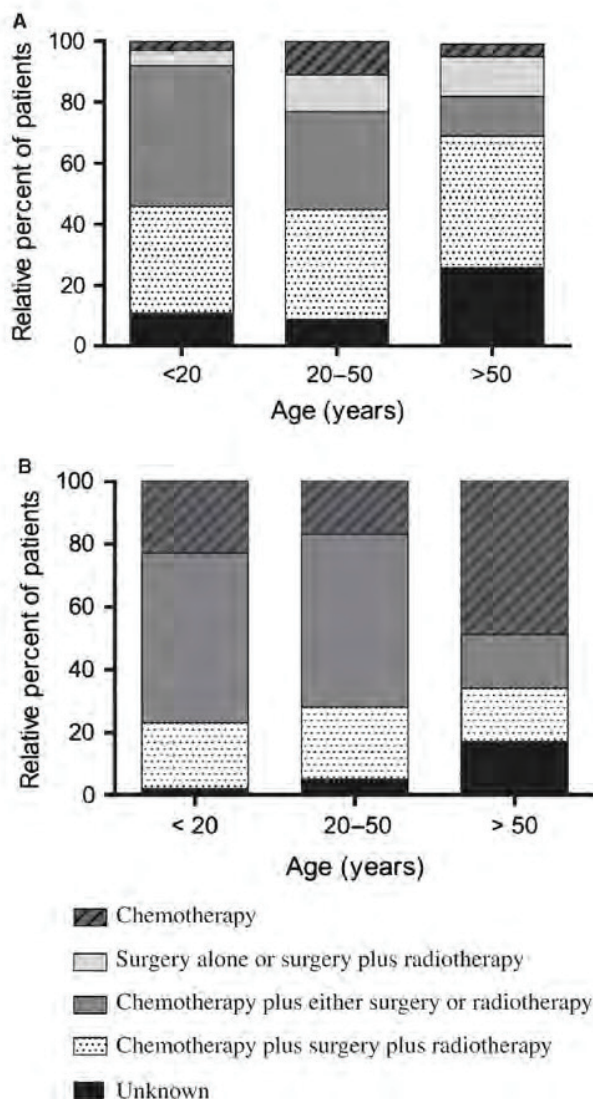 A
Relative percent of patients
100
80
60
40
20
0
<20 20–50 >50
Age (years)
B
Relative percent of patients
100
80
60
40
20
0
< 20 20–50 > 50
Age (years)
Chemotherapy
Surgery alone or surgery plus radiotherapy
Chemotherapy plus either surgery or radiotherapy
Chemotherapy plus surgery plus radiotherapy
Unknown